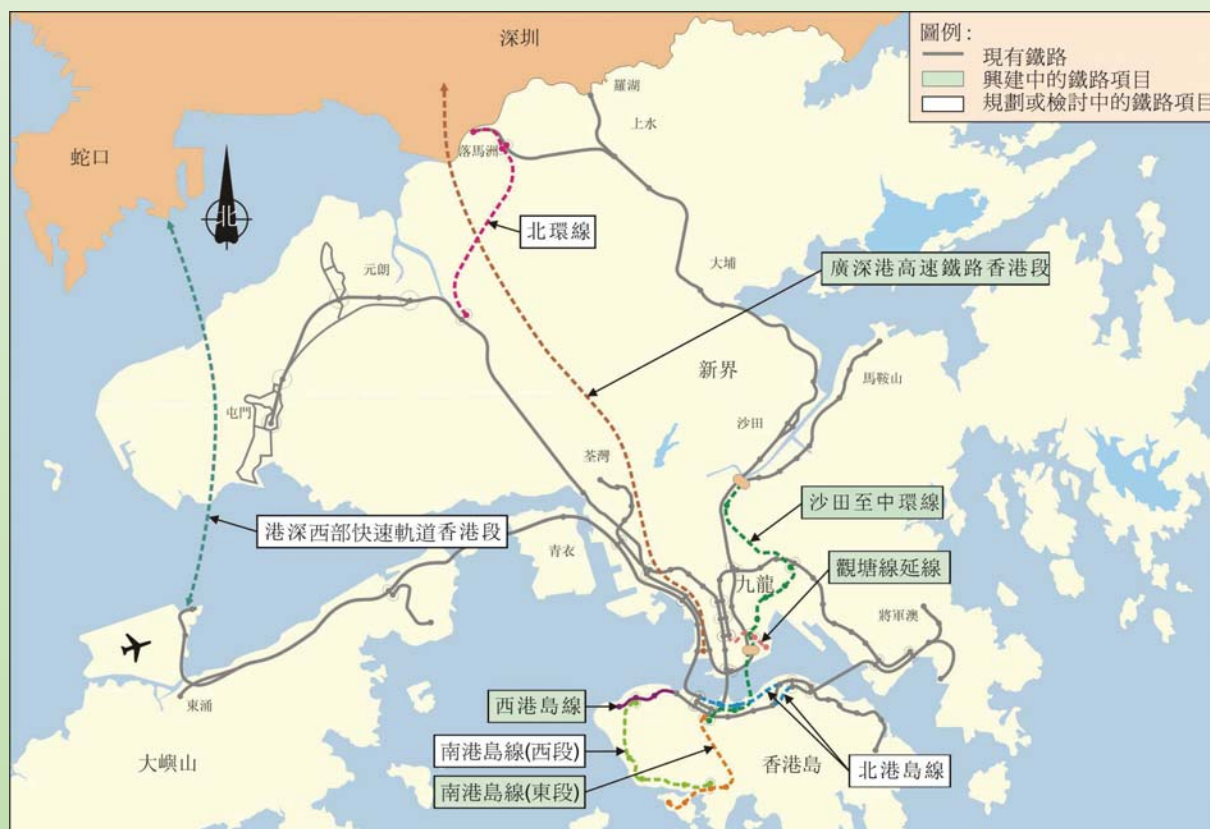 圖例:
現有鐵路
興建中的鐵路項目
規劃或檢討中的鐵路項目
深圳
羅湖
上水
蛇口
落馬洲
北
北環線
元朗
大埔
廣深港高速鐵路香港段
新界
馬鞍山
屯門
沙田
荃灣
沙田至中環線
港深西部快速軌道香港段
青衣
觀塘線延線
九龍
將軍澳
東涌
西港島線
大嶼山
南港島線(西段)
香港島
北港島線
南港島線(東段)